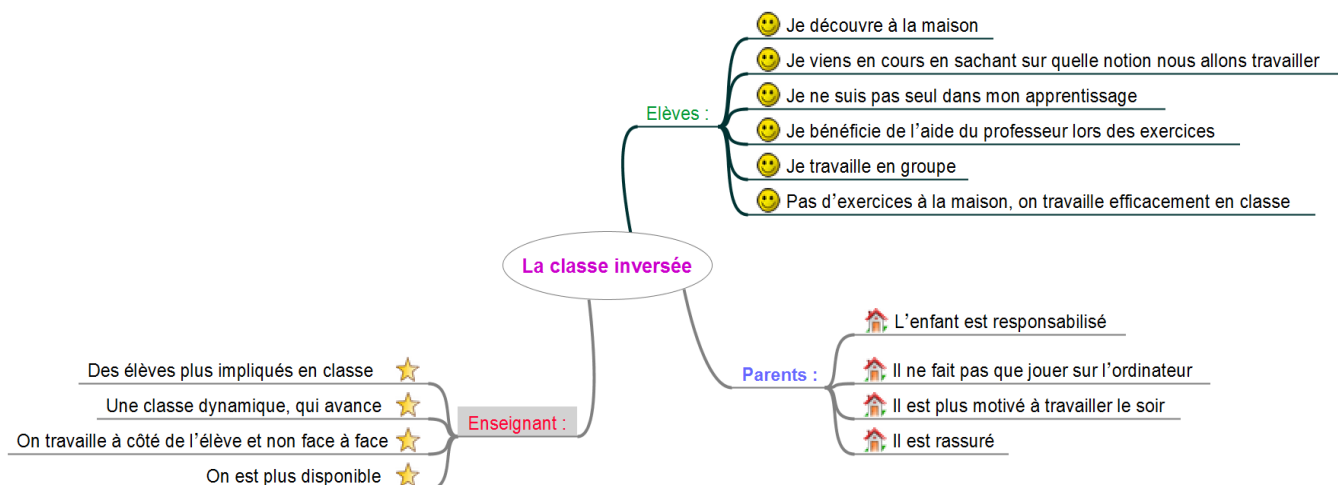 Elèves :
Je découvre à la maison
Je viens en cours en sachant sur quelle notion nous allons travailler
Je ne suis pas seul dans mon apprentissage
Je bénéficie de l’aide du professeur lors des exercices
Je travaille en groupe
Pas d’exercices à la maison, on travaille efficacement en classe
La classe inversée
Parents :
L’enfant est responsabilisé
Il ne fait pas que jouer sur l’ordinateur
Il est plus motivé à travailler le soir
Il est rassuré
Enseignant :
Des élèves plus impliqués en classe
Une classe dynamique, qui avance
On travaille à côté de l’élève et non face à face
On est plus disponible